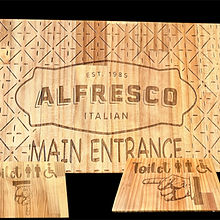 EST. 1985
ALFRESCO
ITALIAN
MAIN ENTRANCE
Toilet
Toilet